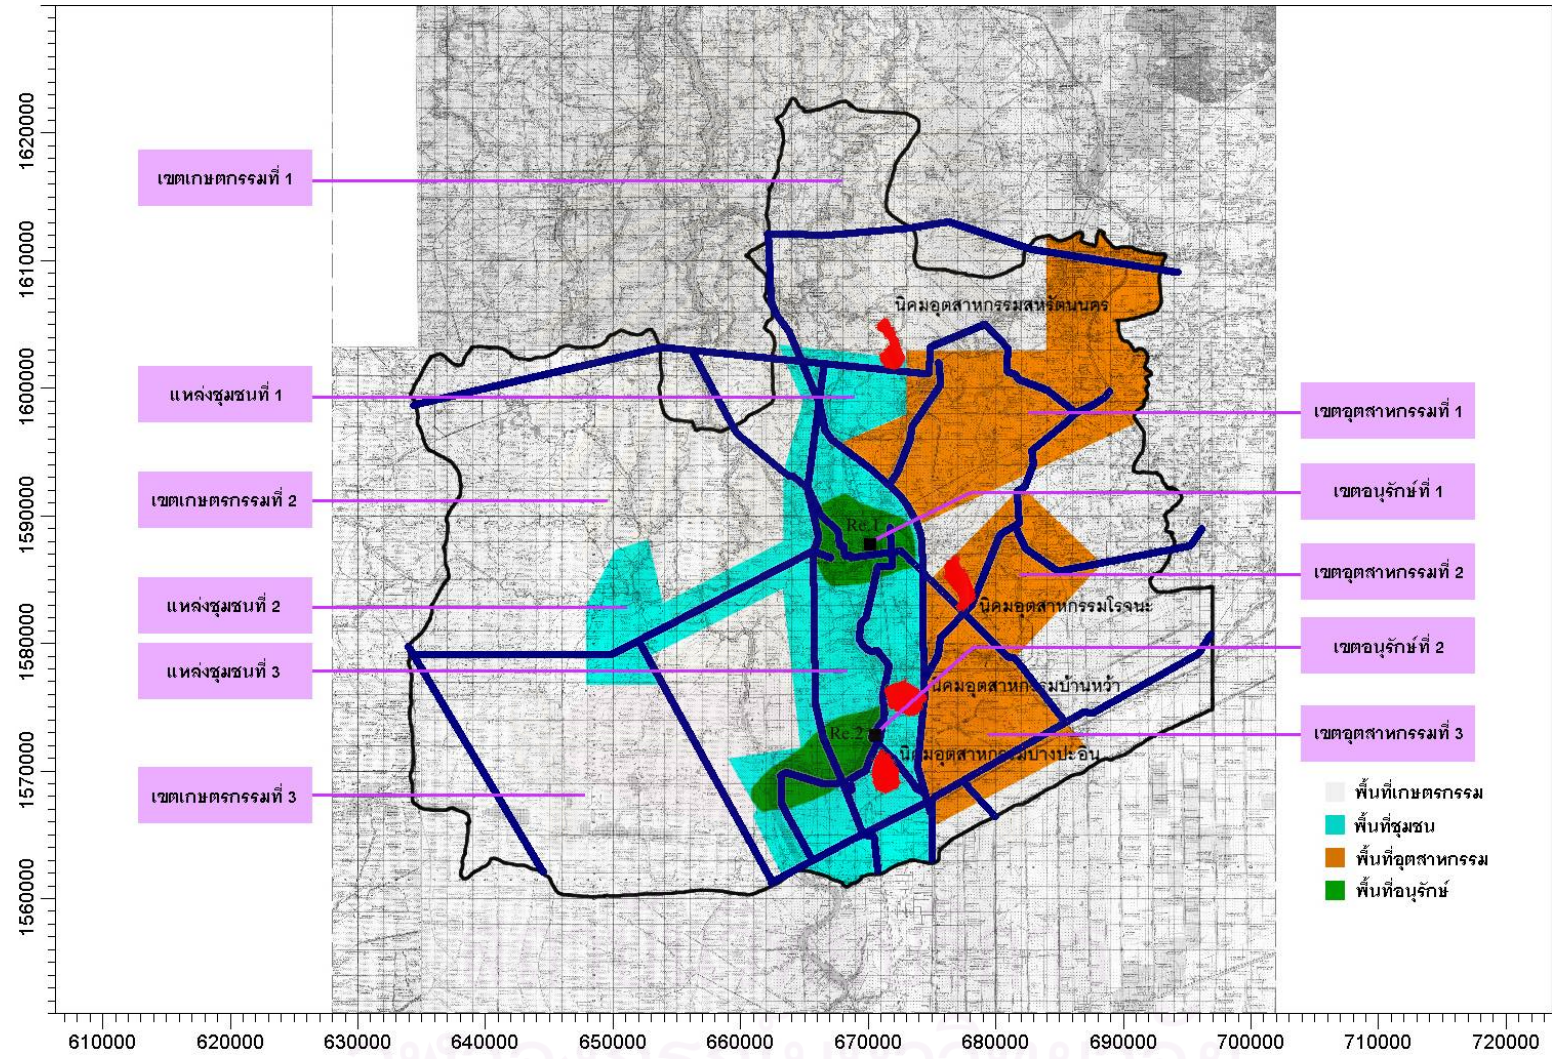 เขตเกษตกรรมที่ 1
แหล่งชุมชนที่ 1
เขตเกษตรกรรมที่ 2
แหล่งชุมชนที่ 2
แหล่งชุมชนที่ 3
เขตเกษตรกรรมที่ 3
นิคมอุตสาหกรรมสหรัตนนคร
Re.1
นิคมอุตสาหกรรมโรจนะ
นิคมอุตสาหกรรมบ้านหว้า
Re.2
นิคมอุตสาหกรรมบางปะอิน
เขตอุตสาหกรรมที่ 1
เขตอนุรักษ์ที่ 1
เขตอุตสาหกรรมที่ 2
เขตอนุรักษ์ที่ 2
เขตอุตสาหกรรมที่ 3
พื้นที่เกษตรกรรม
พื้นที่ชุมชน
พื้นที่อุตสาหกรรม
พื้นที่อนุรักษ์
1620000
1610000
1600000
1590000
1580000
1570000
1560000
610000 620000 630000 640000 650000 660000 670000 680000 690000 700000 710000 720000